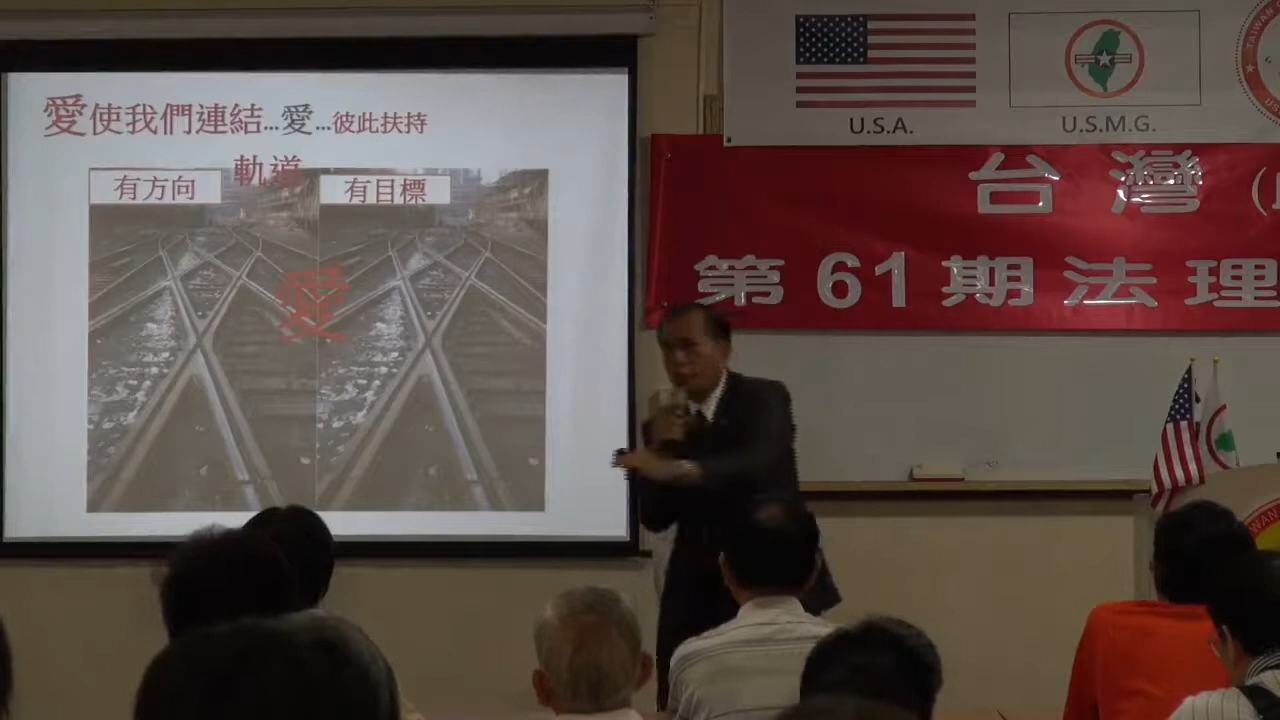 愛使我們連結...愛...彼此扶持
軌道
有方向
有目標
愛
U.S.A.
U.S.M.G.
台灣(
第61期法理